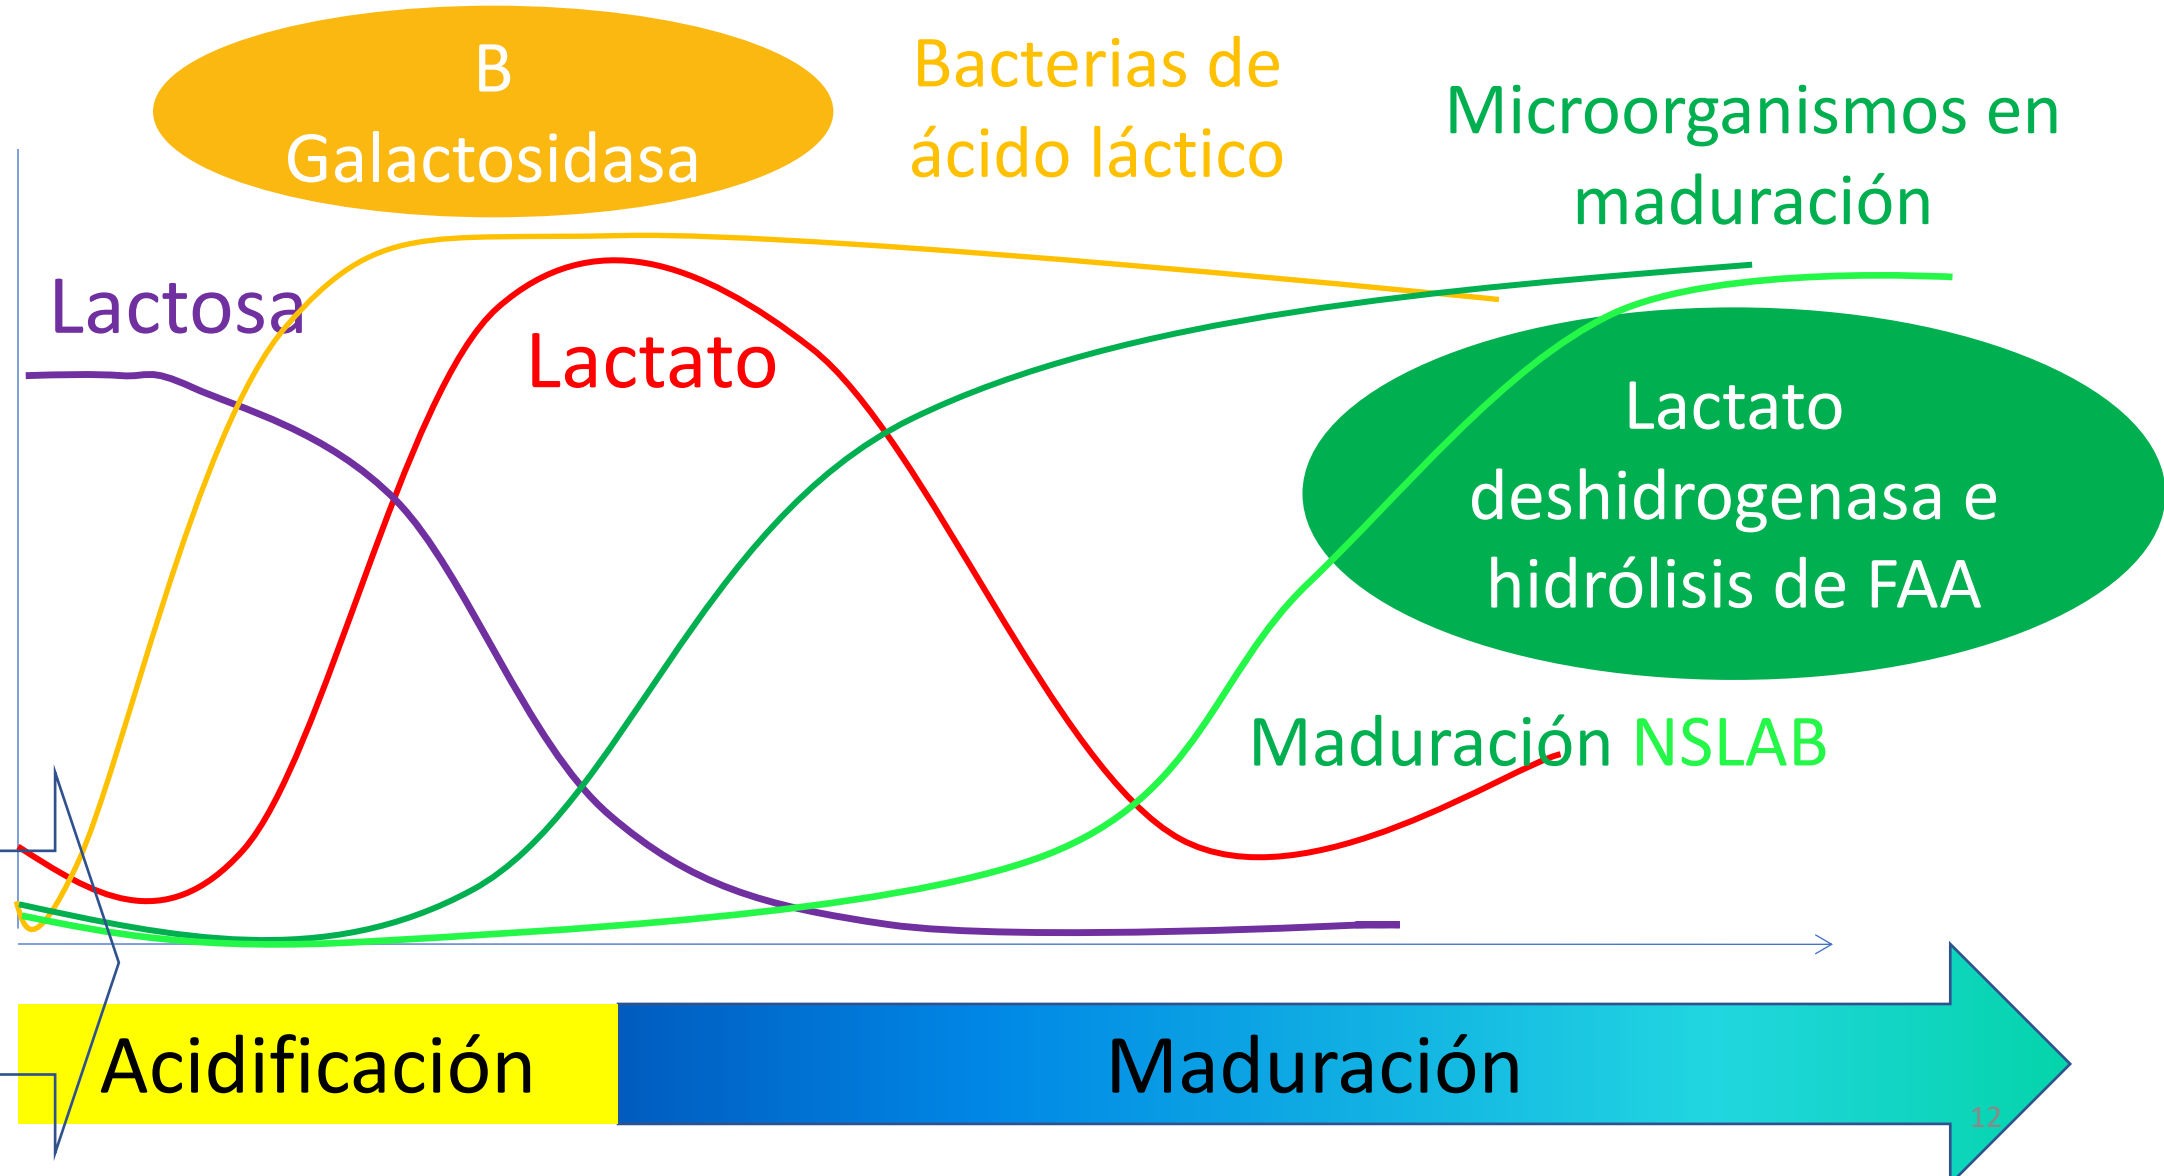 B
Galactosidasa
Bacterias de
ácido láctico
Microorganismos en
maduración
Lactosa
Lactato
Lactato
deshidrogenasa e
hidrólisis de FAA
Maduración NSLAB
Acidificación
Maduración
12